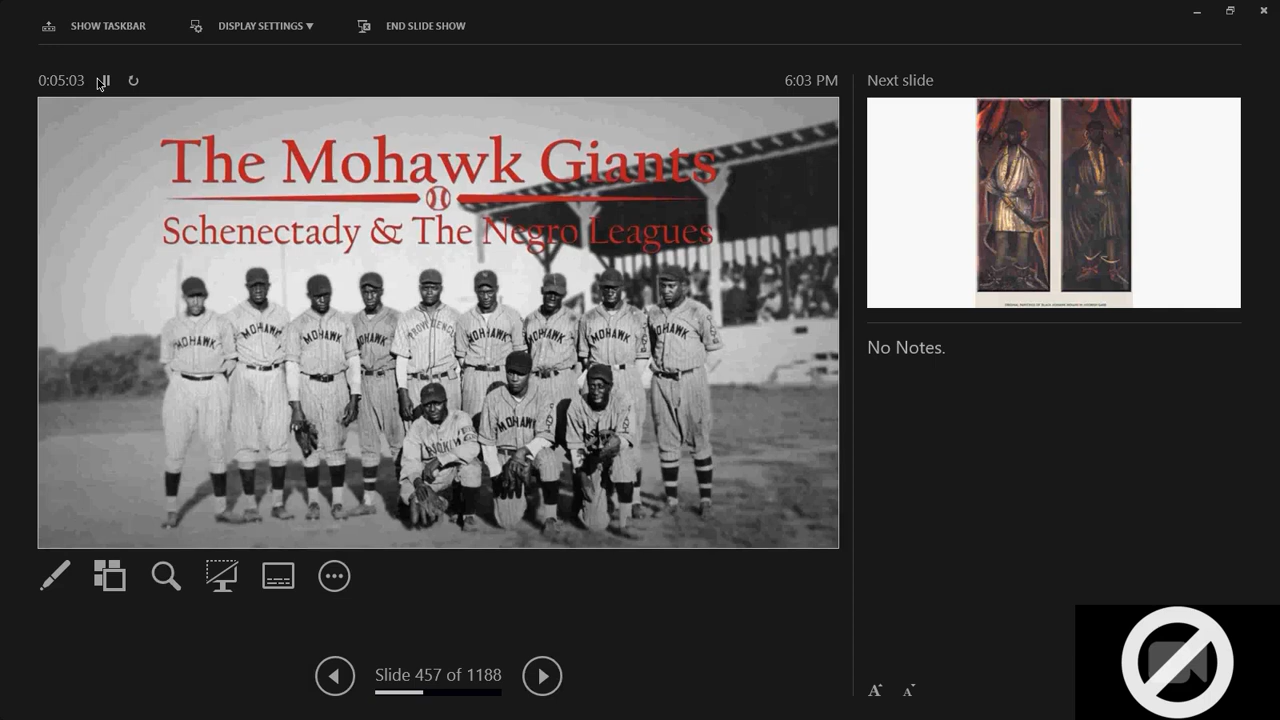 SHOW TASKBAR
DISPLAY SETTINGS ▼
END SLIDE SHOW
0:05:03
6:03 PM
Next slide
The Mohawk Giants
Schenectady & The Negro Leagues
MOHAWK
MOHAWK
MOHAWK
MOHAWK
PROVIDENCE
MOHAWK
MOHAWK
MOHAWK
MOHAWK
MOHAWK
No Notes.
Slide 457 of 1188
A A